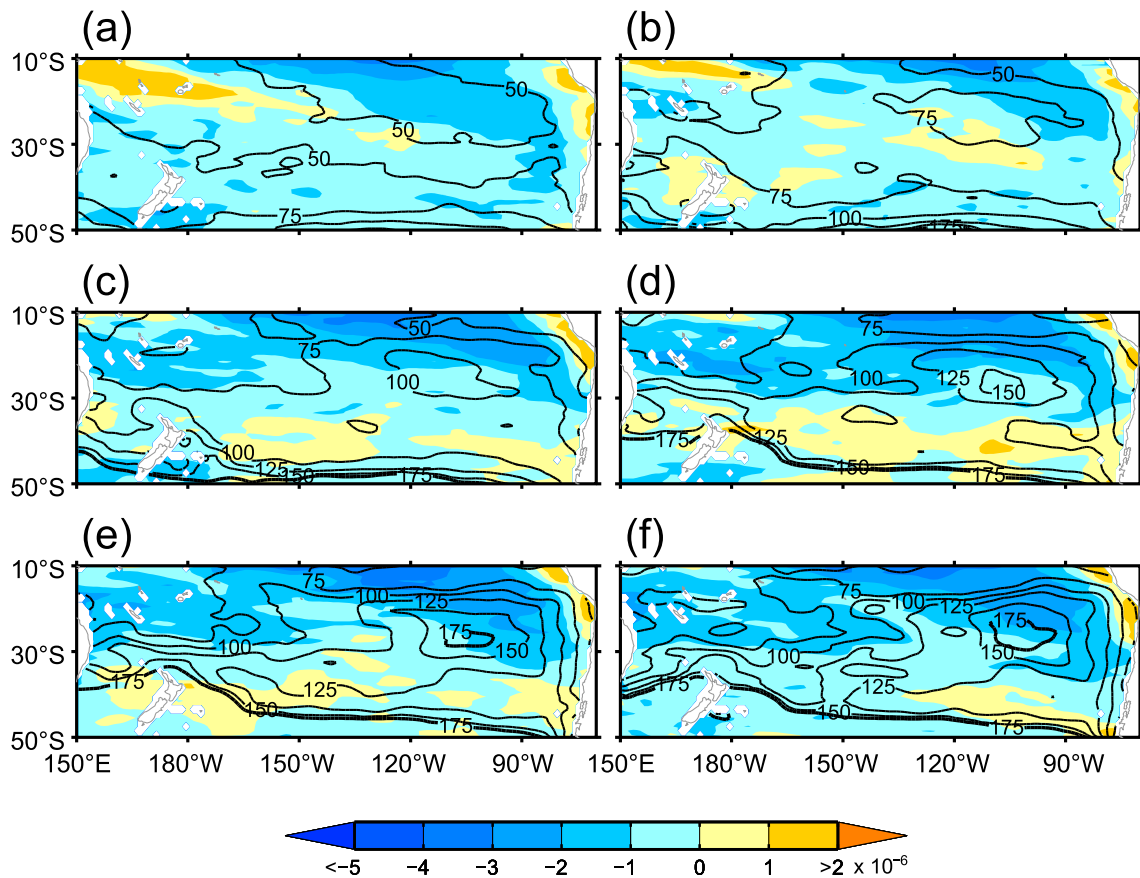 (a) (b)
10°S 10°S
50 50
50 75
30°S 30°S
50
75 100
175
50°S 50°S
(c) (d)
10°S 10°S
50 75
75
100 100 125
150
30°S 30°S
100 175 125
125 150 175 150 175
50°S 50°S
(e) (f)
10°S 10°S
75 75
100 125 100 125
175 175
100 150 100 150
30°S 30°S
175 125 175 125
150 175 150 175
50°S 50°S
150°E 180°W 150°W 120°W 90°W 150°E 180°W 150°W 120°W 90°W
<−5 −4 −3 −2 −1 0 1 >2 x 10⁻⁶